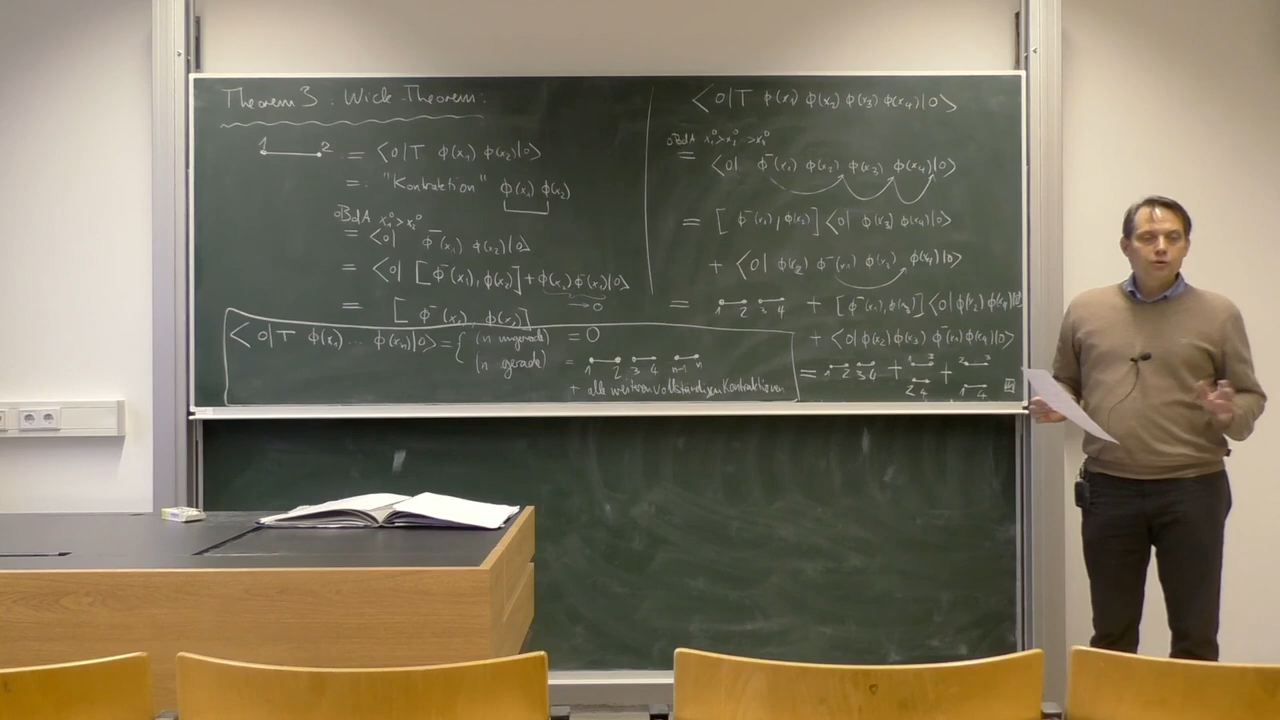 Theorem 3 : Wick-Theorem:
1 2 = <0|T φ(x₁) φ(x₂)|0>
=: "Kontraktion" φ(x₁) φ(x₂)
oBdA x₁⁰>x₂⁰
= <0| φ⁻(x₁) φ(x₂)|0>
= <0| [φ⁻(x₁), φ(x₂)] + φ(x₂) φ⁻(x₁)|0>
→ 0
= [φ⁻(x₁), φ(x₂)]
<0|T φ(x₁) ... φ(xₙ)|0> = { (n ungerade) = 0
(n gerade) = 1 2 3 4 n-1 n
+ alle weiteren vollständigen Kontraktionen
<0|T φ(x₁) φ(x₂) φ(x₃) φ(x₄)|0>
oBdA x₁⁰>x₂⁰ ..>x₄⁰
= <0| φ⁻(x₁) φ(x₂) φ(x₃) φ(x₄)|0>
= [φ⁻(x₁), φ(x₂)] <0| φ(x₃) φ(x₄)|0>
+ <0| φ(x₂) φ⁻(x₁) φ(x₃) φ(x₄)|0>
= 1 2 3 4 + [φ⁻(x₁), φ(x₃)] <0|φ(x₂) φ(x₄)|0>
+ <0|φ(x₂) φ(x₃) φ⁻(x₁) φ(x₄)|0>
= 1 2 3 4 + 1 3 + 2 3
2 4 1 4